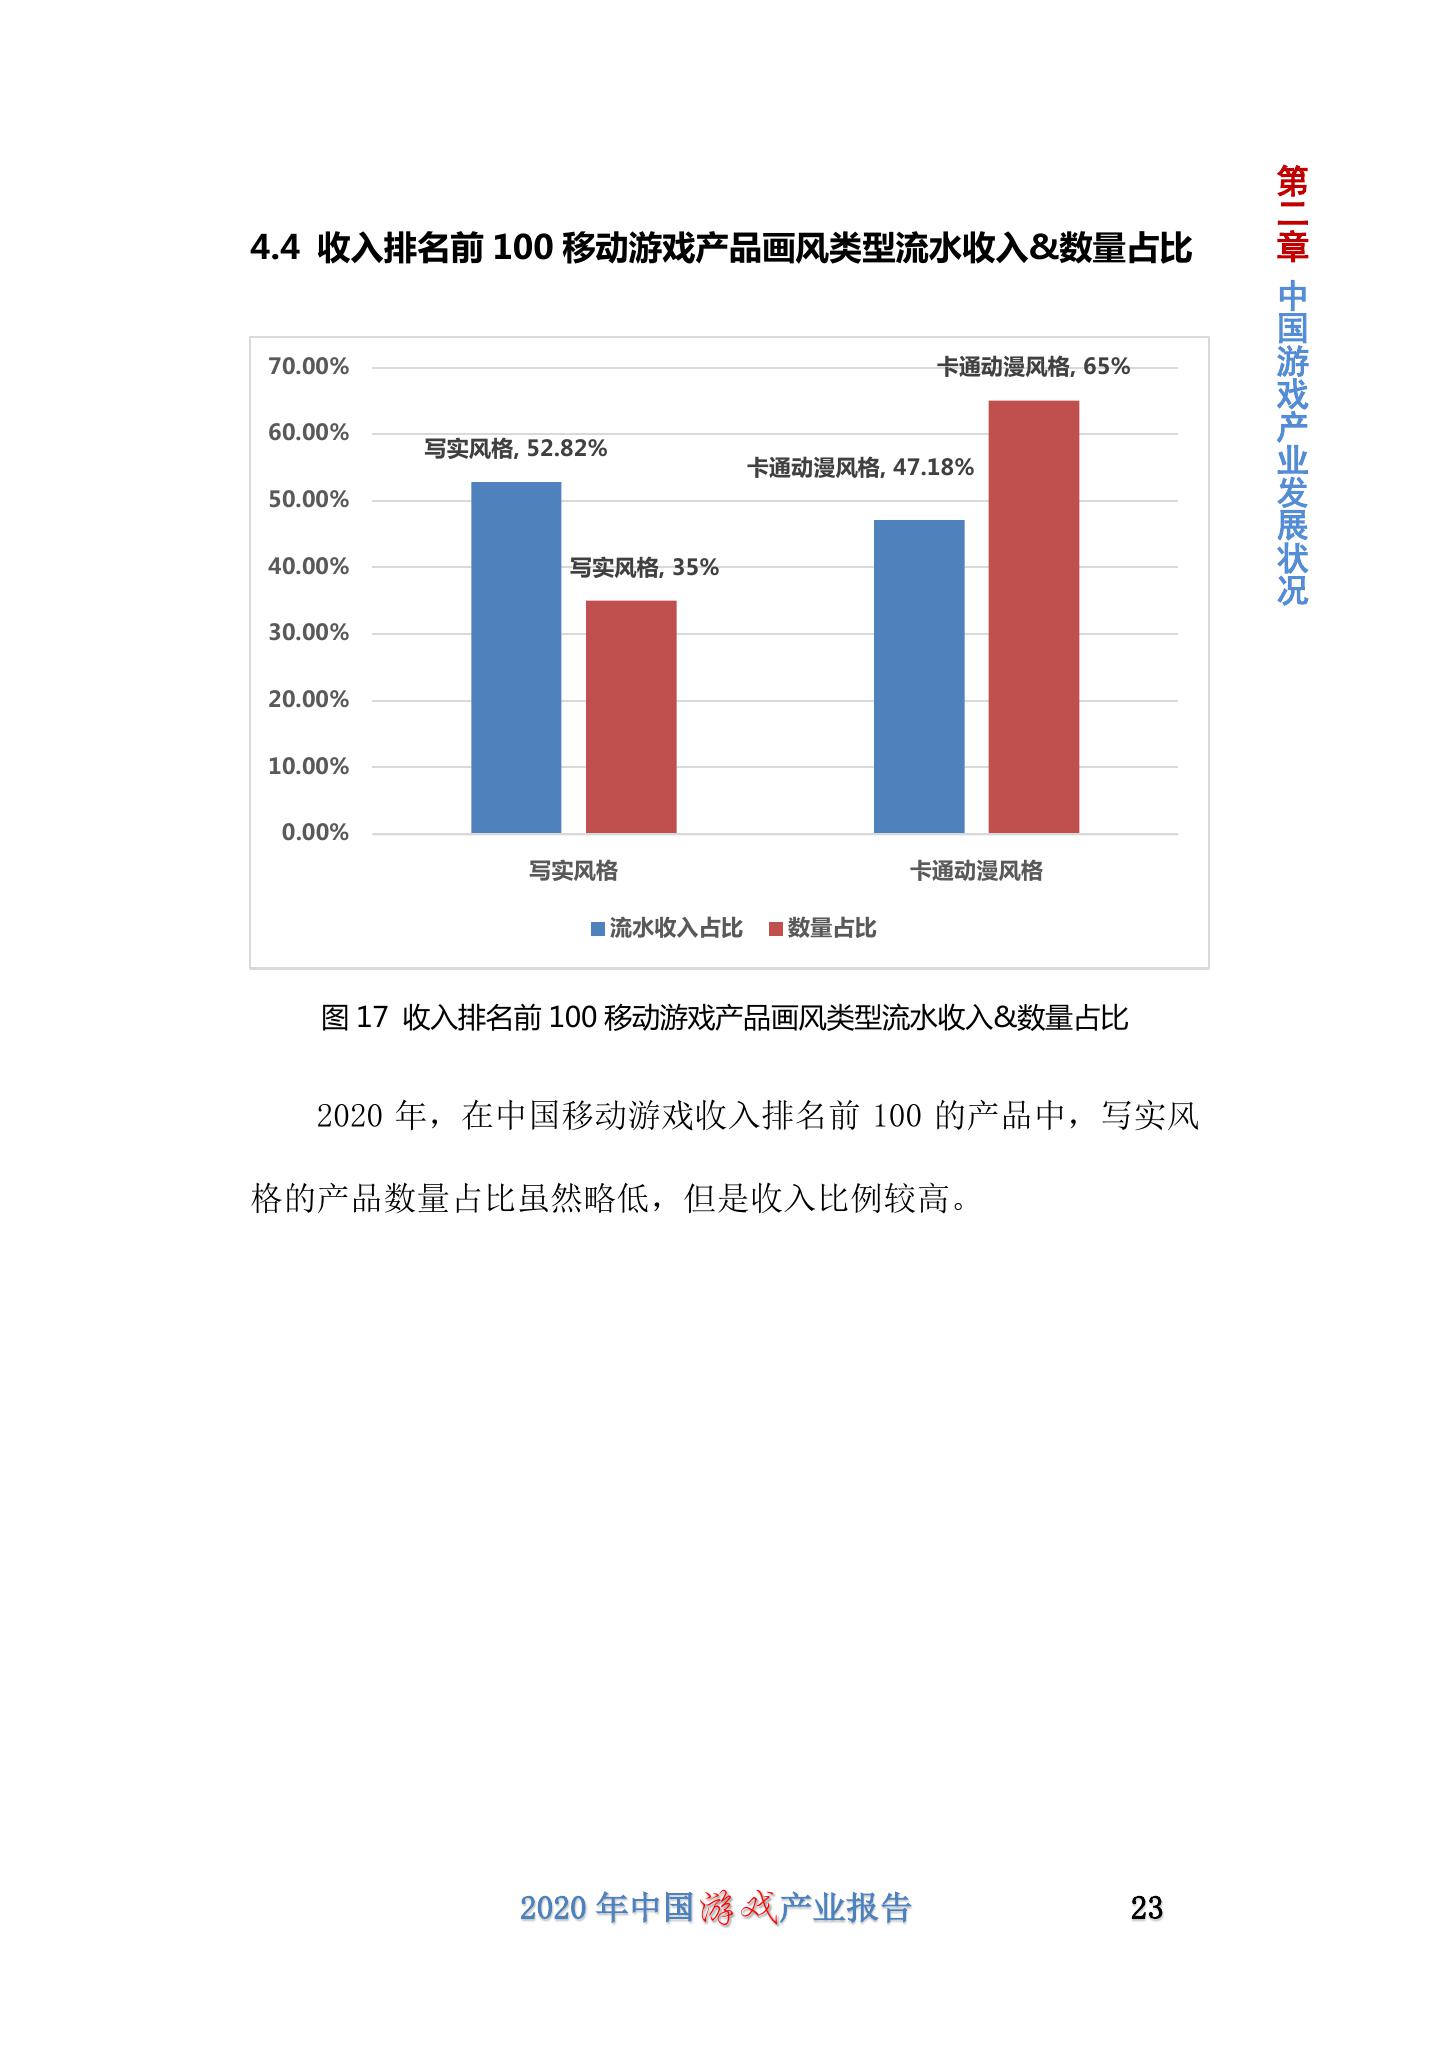 第二章 中国游戏产业发展状况
4.4 收入排名前 100 移动游戏产品画风类型流水收入&数量占比
70.00%
60.00%
50.00%
40.00%
30.00%
20.00%
10.00%
0.00%
写实风格, 52.82%
写实风格, 35%
卡通动漫风格, 47.18%
卡通动漫风格, 65%
写实风格
卡通动漫风格
流水收入占比 数量占比
图 17 收入排名前 100 移动游戏产品画风类型流水收入&数量占比
2020 年，在中国移动游戏收入排名前 100 的产品中，写实风
格的产品数量占比虽然略低，但是收入比例较高。
2020 年中国游戏产业报告 23